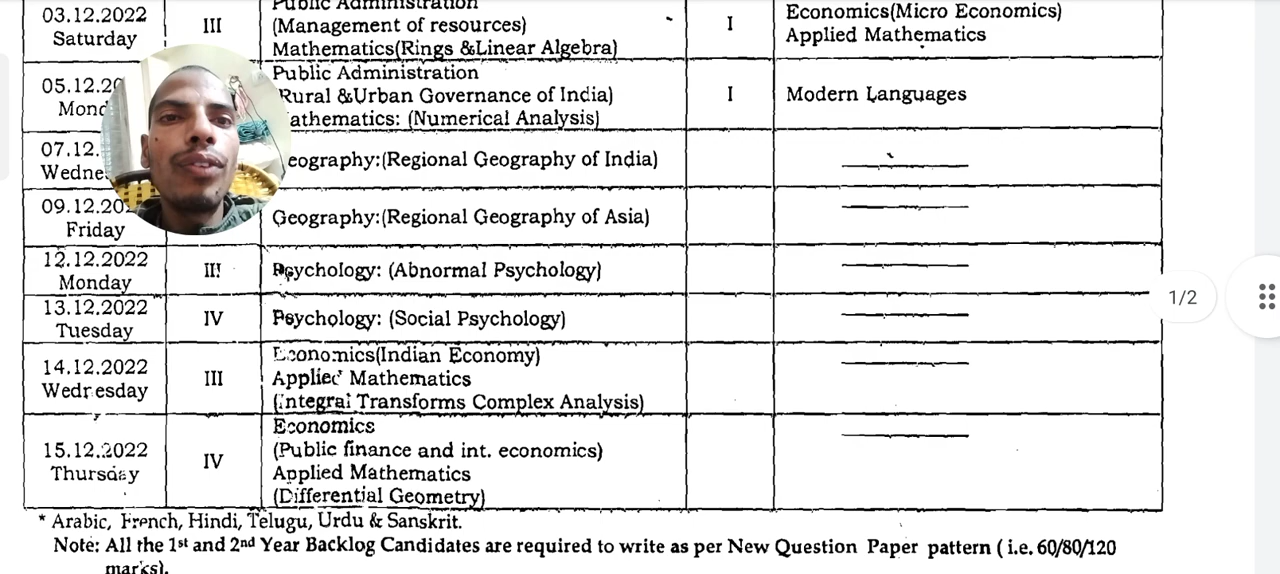 Public Administration
03.12.2022
Saturday
III
(Management of resources)
Mathematics(Rings &Linear Algebra)
I
Economics(Micro Economics)
Applied Mathematics
05.12.20
Mond
Public Administration
Rural &Urban Governance of India)
athematics: (Numerical Analysis)
I
Modern Languages
07.12.
Wedne
eography:(Regional Geography of India)
09.12.202
Friday
Geography:(Regional Geography of Asia)
12.12.2022
Monday
III
Psychology: (Abnormal Psychology)
13.12.2022
Tuesday
IV
Psychology: (Social Psychology)
14.12.2022
Wednesday
III
Economics(Indian Economy)
Applied Mathematics
(Integral Transforms Complex Analysis)
15.12.2022
Thursday
IV
Economics
(Public finance and int. economics)
Applied Mathematics
(Differential Geometry)
1/2
* Arabic, French, Hindi, Telugu, Urdu & Sanskrit.
Note: All the 1st and 2nd Year Backlog Candidates are required to write as per New Question Paper pattern ( i.e. 60/80/120
marks).